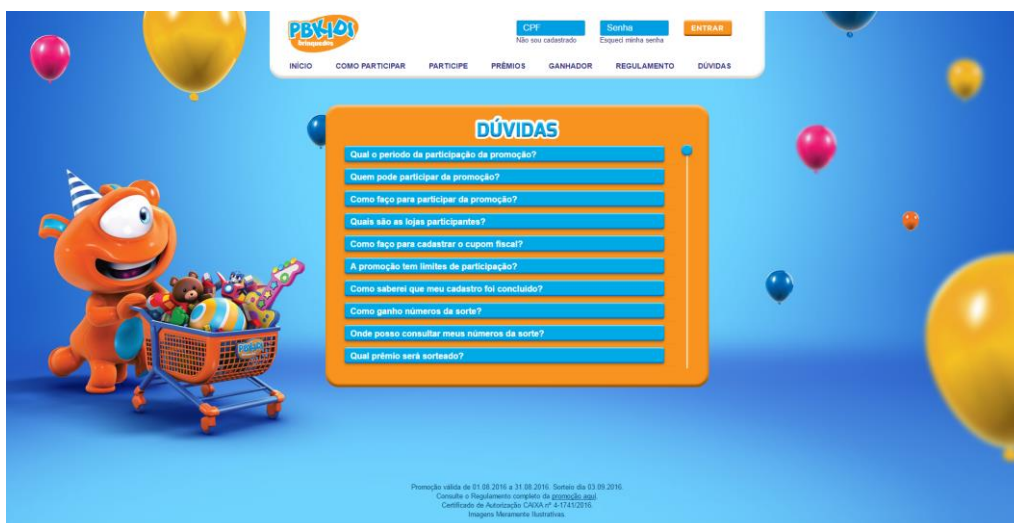 PBKIDS
brinquedos
CPF
Senha
ENTRAR
Não sou cadastrado
Esqueci minha senha
INÍCIO
COMO PARTICIPAR
PARTICIPE
PRÊMIOS
GANHADOR
REGULAMENTO
DÚVIDAS
DÚVIDAS
Qual o período da participação da promoção?
Quem pode participar da promoção?
Como faço para participar da promoção?
Quais são as lojas participantes?
Como faço para cadastrar o cupom fiscal?
A promoção tem limites de participação?
Como saberei que meu cadastro foi concluído?
Como ganho números da sorte?
Onde posso consultar meus números da sorte?
Qual prêmio será sorteado?
PBKIDS
Promoção válida de 01.08.2016 a 31.08.2016. Sorteio dia 03.09.2016.
Consulte o Regulamento completo da promoção aqui.
Certificado de Autorização CAIXA nº 4-1741/2016.
Imagens Meramente Ilustrativas.